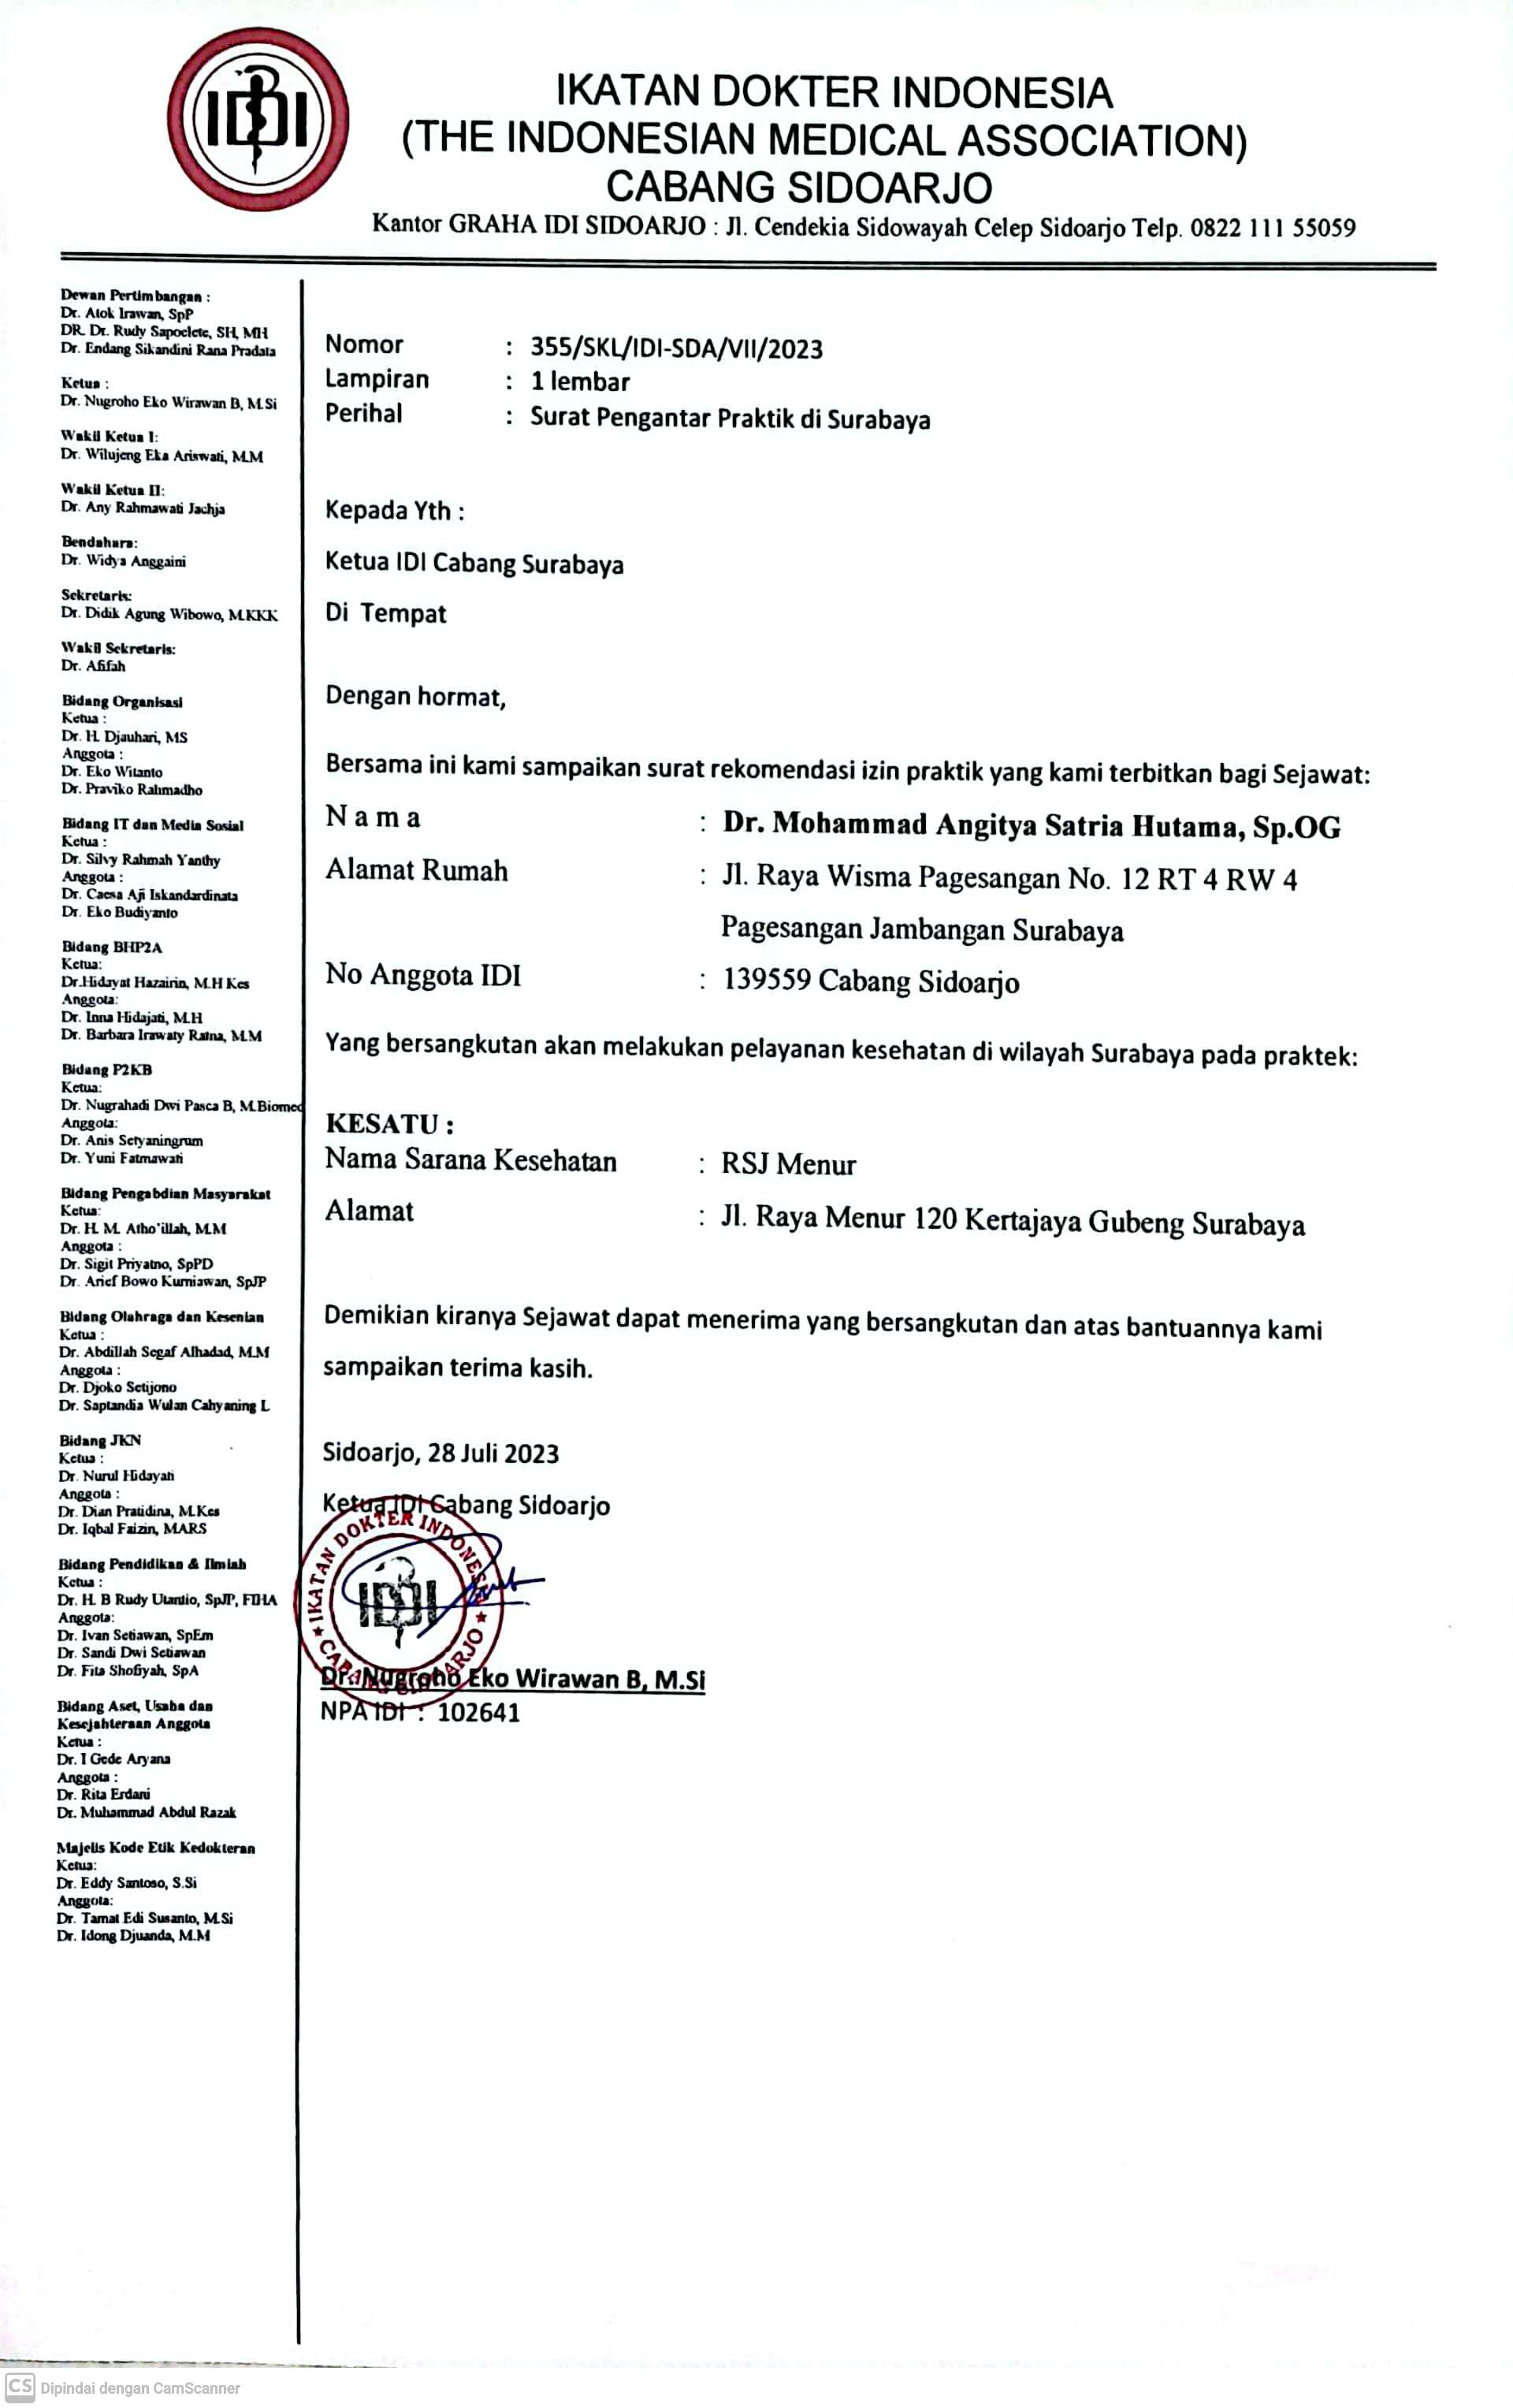 IDI
IKATAN DOKTER INDONESIA
(THE INDONESIAN MEDICAL ASSOCIATION)
CABANG SIDOARJO
Kantor GRAHA IDI SIDOARJO : Jl. Cendekia Sidowayah Celep Sidoarjo Telp. 0822 111 55059
Dewan Pertimbangan :
Dr. Atok Irawan, SpP
DR. Dr. Rudy Sapoelete, SH, MH
Dr. Endang Sikandini Rana Pradata
Ketua :
Dr. Nugroho Eko Wirawan B, M.Si
Wakil Ketua I:
Dr. Wilujeng Eka Ariswati, M.M
Wakil Ketua II:
Dr. Any Rahmawati Jachja
Bendahara:
Dr. Widya Anggaini
Sekretaris:
Dr. Didik Agung Wibowo, M.KKK
Wakil Sekretaris:
Dr. Afifah
Bidang Organisasi
Ketua :
Dr. H. Djauhari, MS
Anggota :
Dr. Eko Witanto
Dr. Praviko Rahmadho
Bidang IT dan Media Sosial
Ketua :
Dr. Silvy Rahmah Yanthy
Anggota :
Dr. Caesa Aji Iskandardinata
Dr. Eko Budiyanto
Bidang BHP2A
Ketua:
Dr.Hidayat Hazairin, M.H Kes
Anggota:
Dr. Inna Hidajati, M.H
Dr. Barbara Irawaty Ratna, M.M
Bidang P2KB
Ketua:
Dr. Nugrahadi Dwi Pasca B, M.Biomed
Anggota:
Dr. Anis Setyaningrum
Dr. Yuni Fatmawati
Bidang Pengabdian Masyarakat
Ketua:
Dr. H. M. Atho'illah, M.M
Anggota :
Dr. Sigit Priyatno, SpPD
Dr. Arief Bowo Kurniawan, SpJP
Bidang Olahraga dan Kesenian
Ketua :
Dr. Abdillah Segaf Alhadad, M.M
Anggota :
Dr. Djoko Setijono
Dr. Saptandia Wulan Cahyaning L
Bidang JKN
Ketua :
Dr. Nurul Hidayati
Anggota :
Dr. Dian Pratidina, M.Kes
Dr. Iqbal Faizin, MARS
Bidang Pendidikan & Ilmiah
Ketua :
Dr. H. B Rudy Utantio, SpJP, FIHA
Anggota:
Dr. Ivan Setiawan, SpEm
Dr. Sandi Dwi Setiawan
Dr. Fita Shofiyah, SpA
Bidang Aset, Usaha dan
Kesejahteraan Anggota
Ketua :
Dr. I Gede Aryana
Anggota :
Dr. Rita Erdani
Dr. Muhammad Abdul Razak
Majelis Kode Etik Kedokteran
Ketua:
Dr. Eddy Santoso, S.Si
Anggota:
Dr. Tamat Edi Susanto, M.Si
Dr. Idong Djuanda, M.M
Nomor : 355/SKL/IDI-SDA/VII/2023
Lampiran : 1 lembar
Perihal : Surat Pengantar Praktik di Surabaya
Kepada Yth :
Ketua IDI Cabang Surabaya
Di Tempat
Dengan hormat,
Bersama ini kami sampaikan surat rekomendasi izin praktik yang kami terbitkan bagi Sejawat:
N a m a : Dr. Mohammad Angitya Satria Hutama, Sp.OG
Alamat Rumah : Jl. Raya Wisma Pagesangan No. 12 RT 4 RW 4
Pagesangan Jambangan Surabaya
No Anggota IDI : 139559 Cabang Sidoarjo
Yang bersangkutan akan melakukan pelayanan kesehatan di wilayah Surabaya pada praktek:
KESATU :
Nama Sarana Kesehatan : RSJ Menur
Alamat : Jl. Raya Menur 120 Kertajaya Gubeng Surabaya
Demikian kiranya Sejawat dapat menerima yang bersangkutan dan atas bantuannya kami
sampaikan terima kasih.
Sidoarjo, 28 Juli 2023
Ketua IDI Cabang Sidoarjo
IKATAN DOKTER INDONESIA
IDI
CABANG SIDOARJO
Dr. Nugroho Eko Wirawan B, M.Si
NPA IDI : 102641
CS Dipindai dengan CamScanner